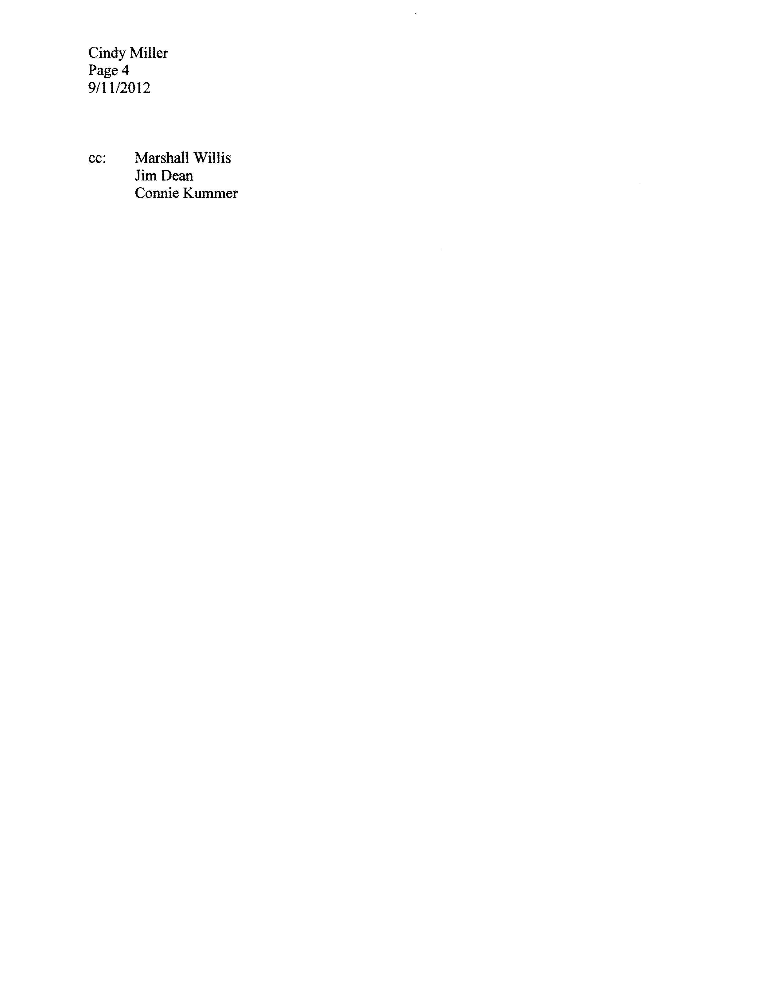 Cindy Miller
Page 4
9/11/2012
cc: Marshall Willis
Jim Dean
Connie Kummer